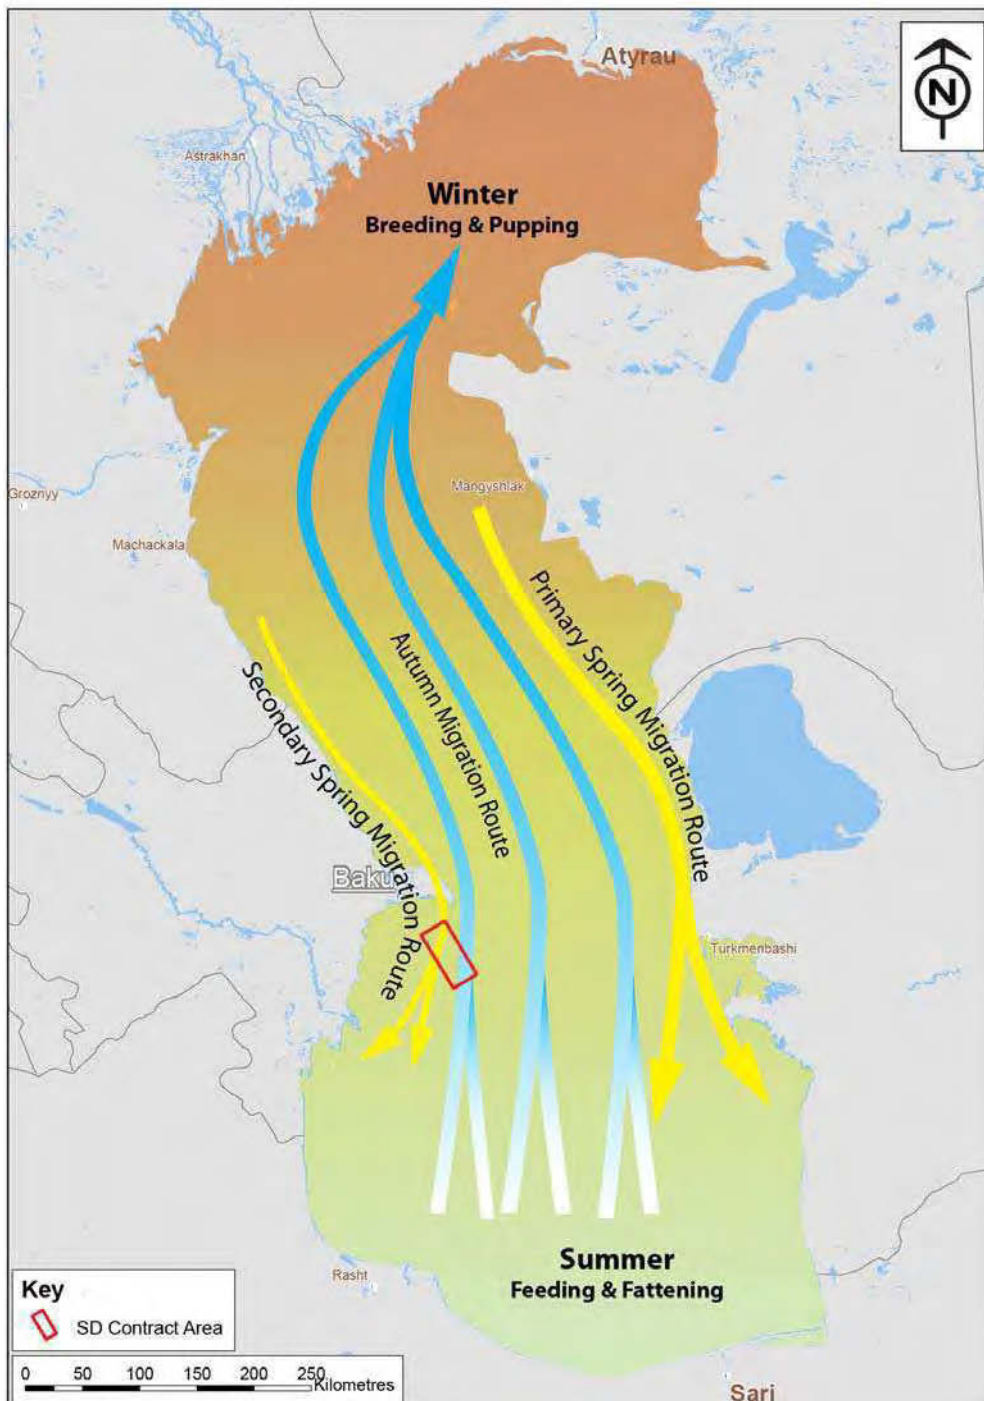 Atyrau
N
Astrakhan
Winter
Breeding & Pupping
Mangyshlak
Groznyy
Machackala
Primary Spring Migration Route
Autumn Migration Route
Secondary Spring Migration Route
Baku
Turkmenbashi
Summer
Feeding & Fattening
Rasht
Key
SD Contract Area
0 50 100 150 200 250
Kilometres
Sari